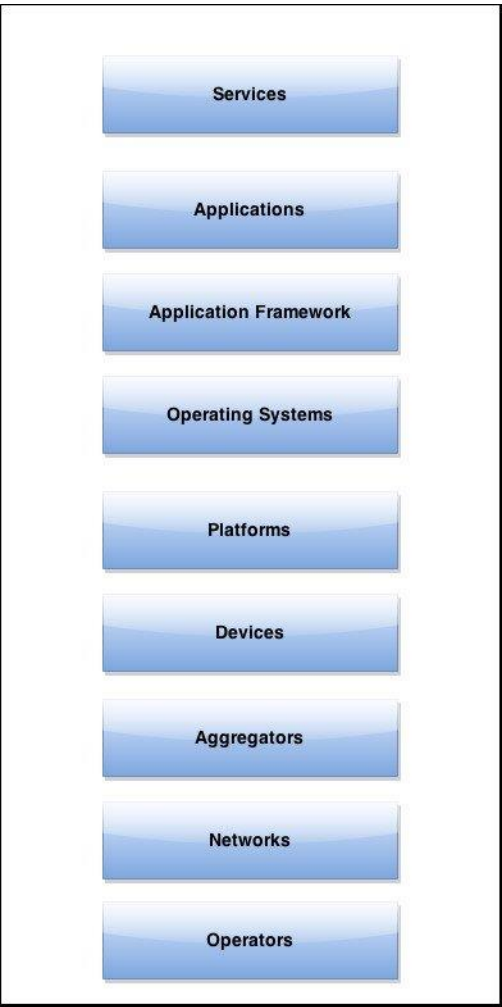 Services
Applications
Application Framework
Operating Systems
Platforms
Devices
Aggregators
Networks
Operators